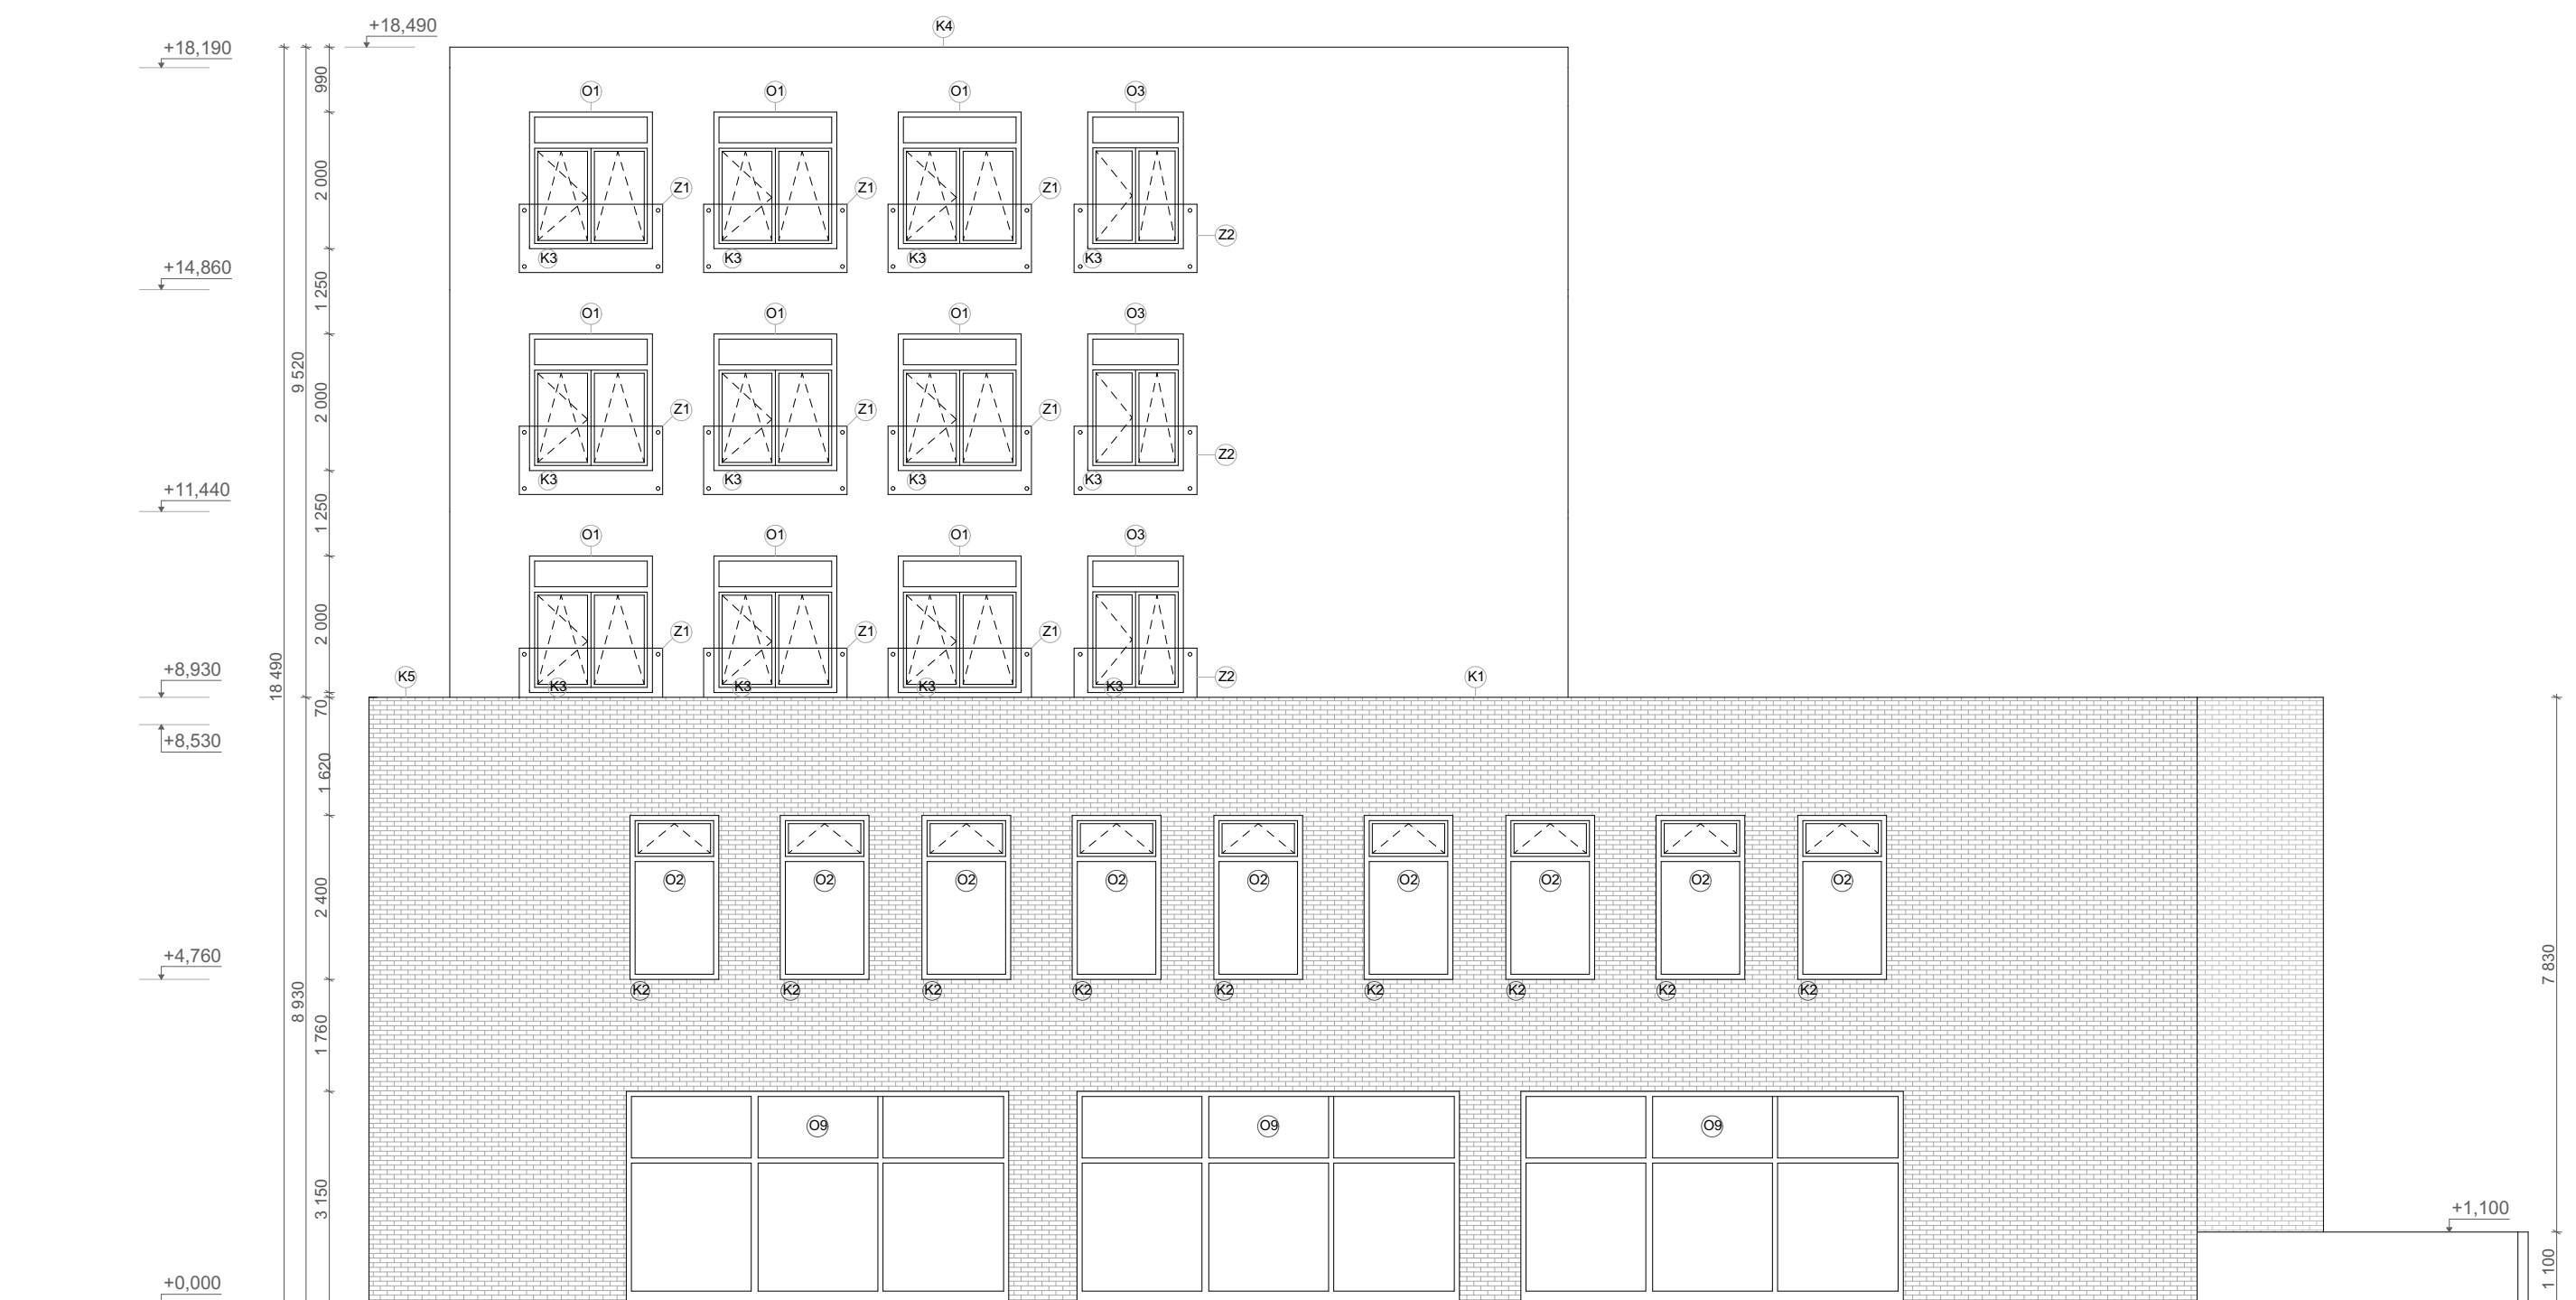 +18,490
K4
+18,190
990
O1 O1 O1 O3
2 000
Z1 Z1 Z1
Z2
K3 K3 K3 K3
+14,860
1 250
O1 O1 O1 O3
9 520
2 000
Z1 Z1 Z1
Z2
K3 K3 K3 K3
+11,440
1 250
O1 O1 O1 O3
2 000
Z1 Z1 Z1
18 490
+8,930
K5
Z2
K1
K3 K3 K3 K3
70
+8,530
1 620
O2 O2 O2 O2 O2 O2 O2 O2 O2
2 400
+4,760
7 830
K2 K2 K2 K2 K2 K2 K2 K2 K2
8 930
1 760
O9 O9 O9
3 150
+1,100
+0,000
1 100